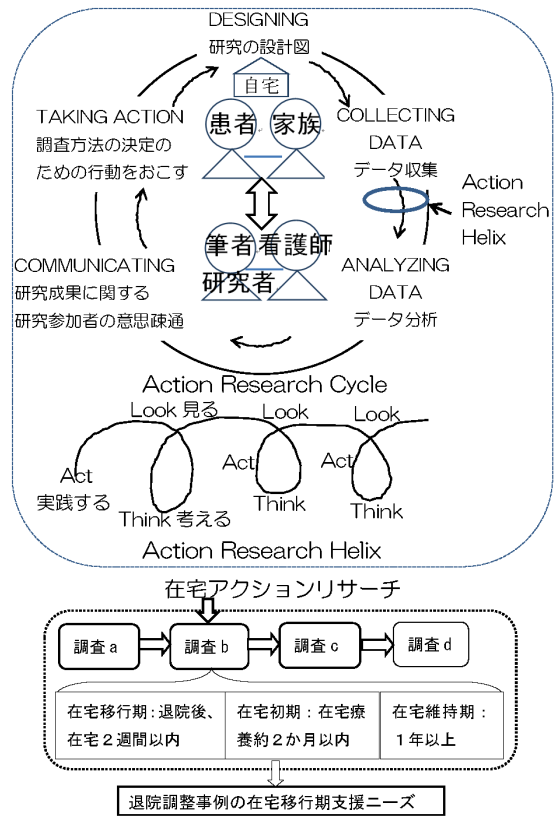 DESIGNING
研究の設計図
自宅
患者 家族
TAKING ACTION
調査方法の決定の
ための行動をおこす
COLLECTING
DATA
データ収集
Action
Research
Helix
筆者・看護師
研究者
COMMUNICATING
研究成果に関する
研究参加者の意思疎通
ANALYZING
DATA
データ分析
Action Research Cycle
Look 見る
Look
Look
Act
実践する
Act
Act
Think 考える
Think
Think
Action Research Helix
在宅アクションリサーチ
調査a
調査b
調査c
調査d
在宅移行期:退院後、
在宅2週間以内
在宅初期:在宅療
養約2か月以内
在宅維持期:
1年以上
退院調整事例の在宅移行期支援ニーズ